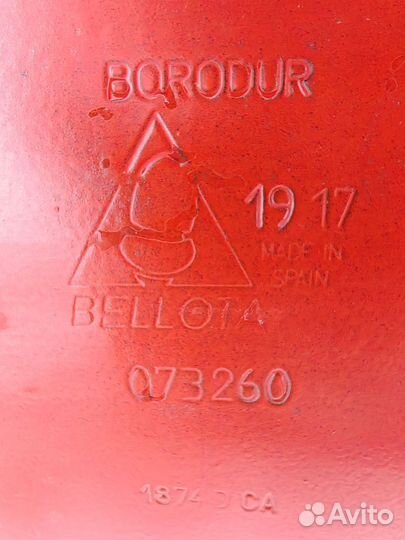 BORODUR
19 17
MADE IN
SPAIN
BELLOTA
073260
1874 D CA
Avito